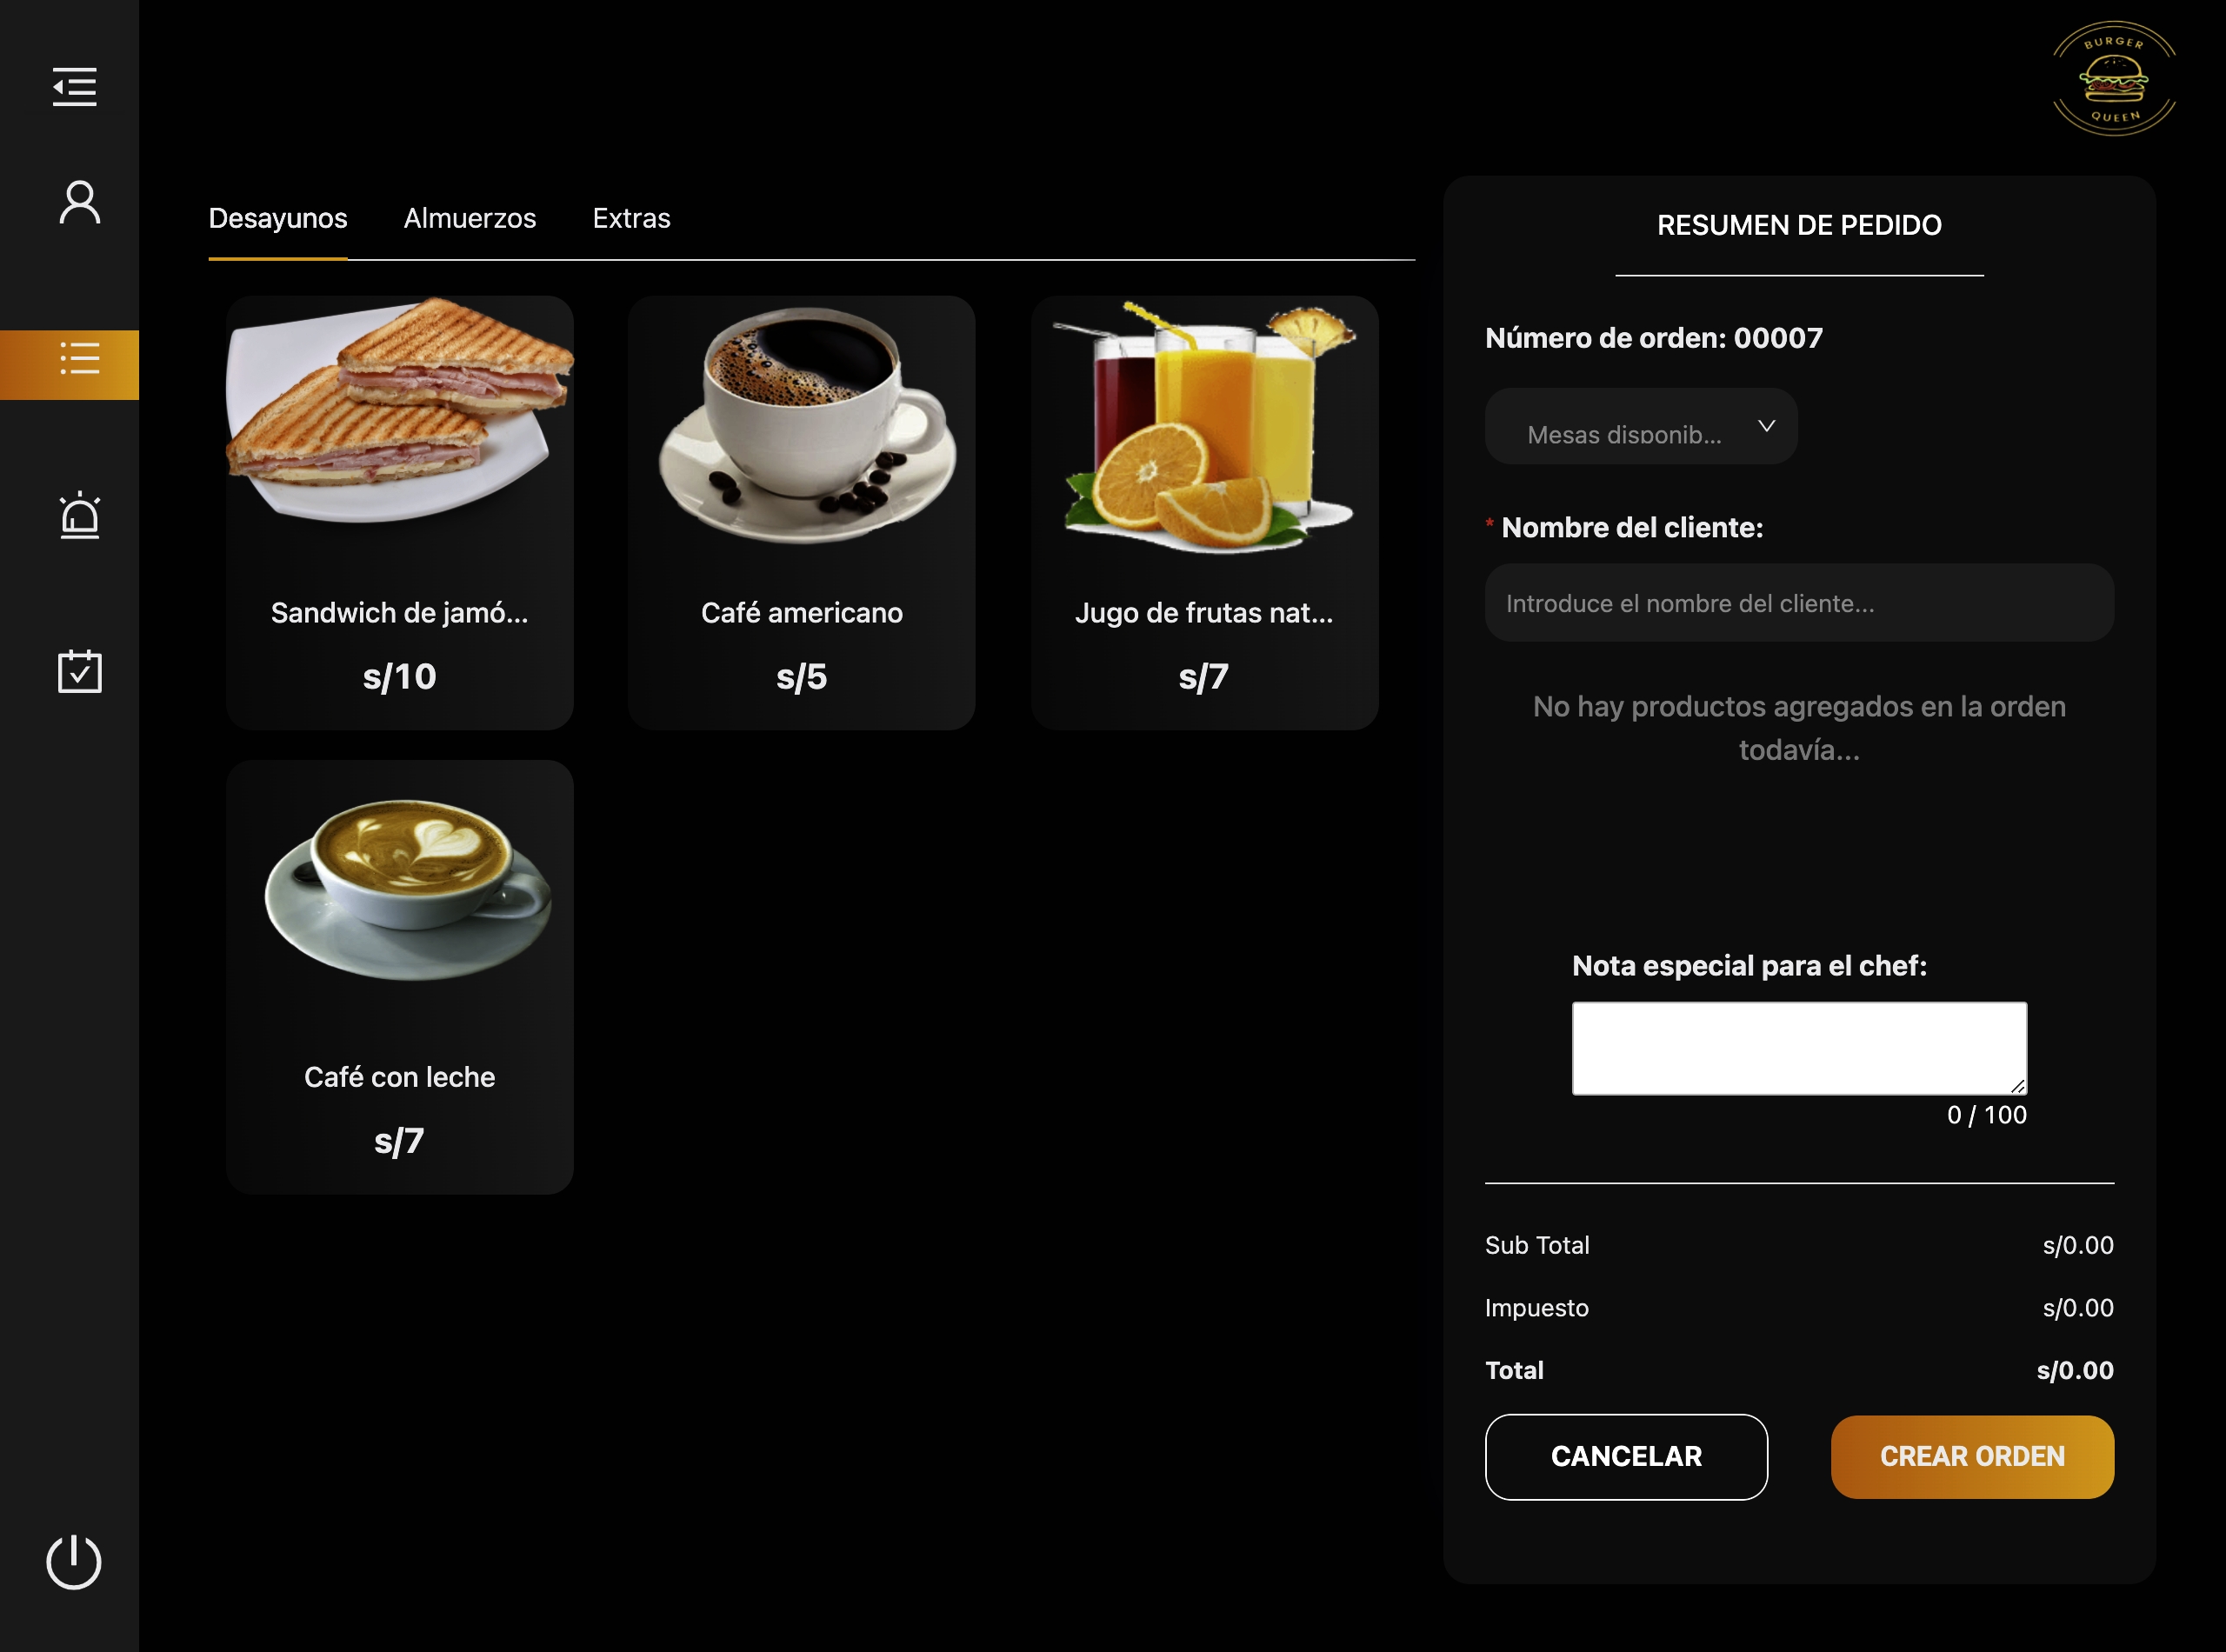 BURGER
QUEEN
Desayunos
Almuerzos
Extras
Sandwich de jamó...
s/10
Café americano
s/5
Jugo de frutas nat...
s/7
Café con leche
s/7
RESUMEN DE PEDIDO
Número de orden: 00007
Mesas disponib...
* Nombre del cliente:
Introduce el nombre del cliente...
No hay productos agregados en la orden
todavía...
Nota especial para el chef:
0 / 100
Sub Total s/0.00
Impuesto s/0.00
Total s/0.00
CANCELAR
CREAR ORDEN